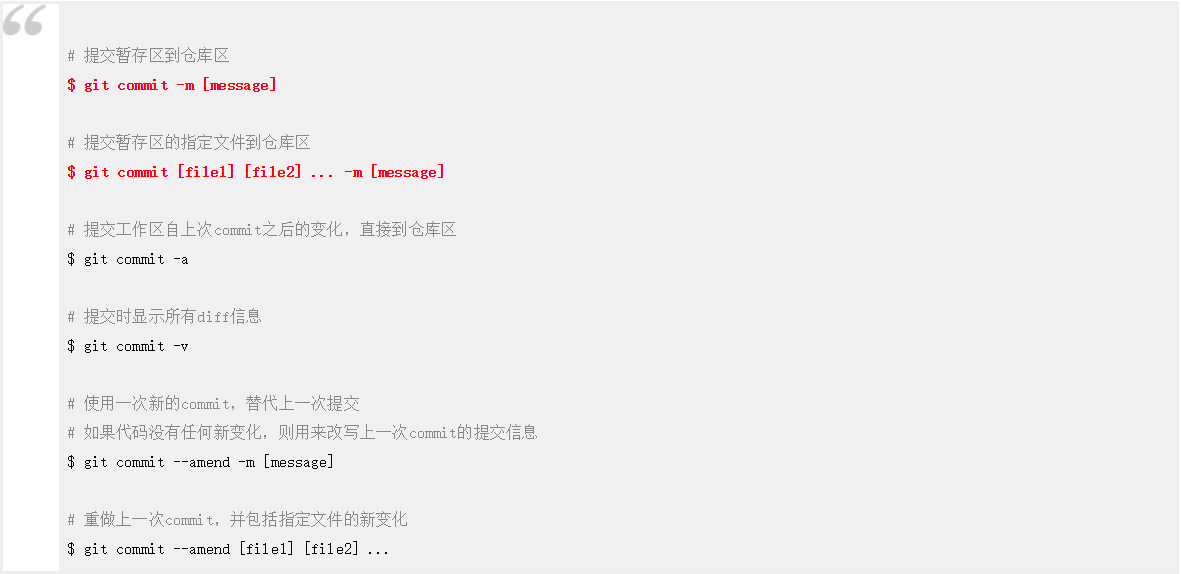 # 提交暂存区到仓库区
$ git commit -m [message]
# 提交暂存区的指定文件到仓库区
$ git commit [file1] [file2] ... -m [message]
# 提交工作区自上次commit之后的变化，直接到仓库区
$ git commit -a
# 提交时显示所有diff信息
$ git commit -v
# 使用一次新的commit，替代上一次提交
# 如果代码没有任何新变化，则用来改写上一次commit的提交信息
$ git commit --amend -m [message]
# 重做上一次commit，并包括指定文件的新变化
$ git commit --amend [file1] [file2] ...